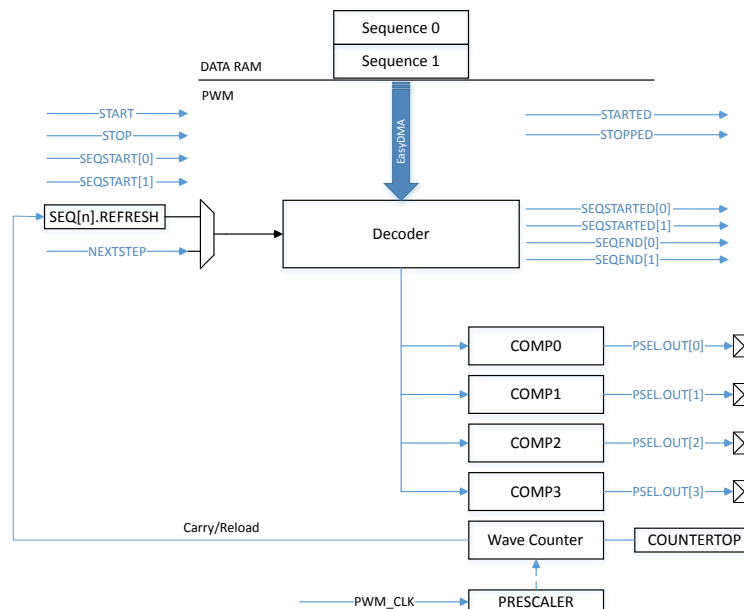 Sequence 0
Sequence 1
DATA RAM
PWM
START
STOP
SEQSTART[0]
SEQSTART[1]
EasyDMA
STARTED
STOPPED
SEQ[n].REFRESH
NEXTSTEP
Decoder
SEQSTARTED[0]
SEQSTARTED[1]
SEQEND[0]
SEQEND[1]
COMP0
PSEL.OUT[0]
COMP1
PSEL.OUT[1]
COMP2
PSEL.OUT[2]
COMP3
PSEL.OUT[3]
Carry/Reload
Wave Counter
COUNTERTOP
PWM_CLK
PRESCALER